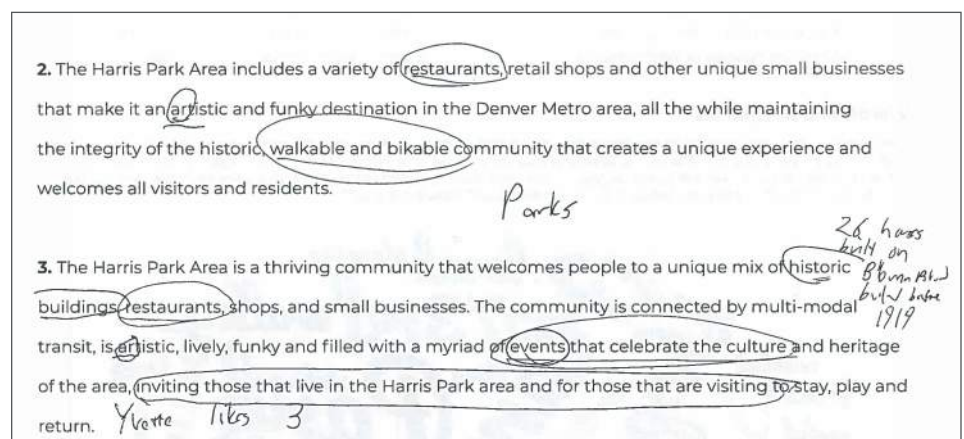 2. The Harris Park Area includes a variety of restaurants, retail shops and other unique small businesses
that make it an artistic and funky destination in the Denver Metro area, all the while maintaining
the integrity of the historic, walkable and bikable community that creates a unique experience and
welcomes all visitors and residents.
Parks
26 
built on
3. The Harris Park Area is a thriving community that welcomes people to a unique mix of historic
buildings, restaurants, shops, and small businesses. The community is connected by multi-modal
1919
transit, is artistic, lively, funky and filled with a myriad of events that celebrate the culture and heritage
of the area, inviting those that live in the Harris Park area and for those that are visiting to stay, play and
return.
Yvette likes 3